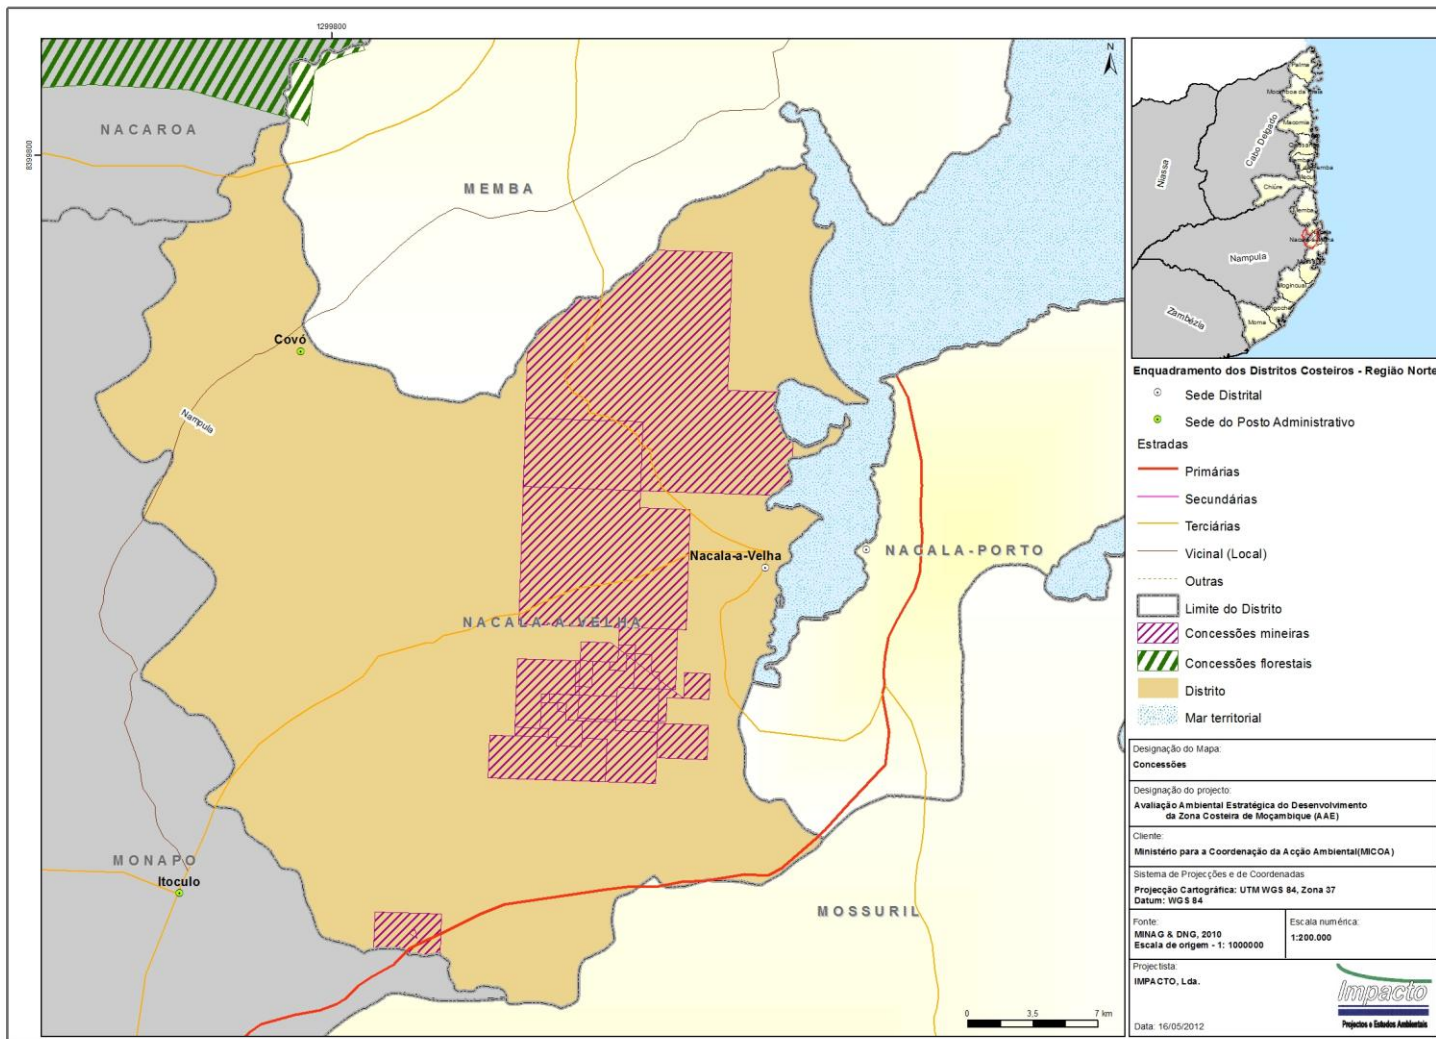 1299800
8399800
N
NACAROA
MEMBA
Covó
Nampula
Nacala-a-Velha
NACALA-PORTO
NACALA-A VELHA
MONAPO
Itoculo
MOSSURIL
0 3,5 7 km
Palma
Macomia
Cabo Delgado
Niassa
Chiúre
Memba
Nampula
Mogincual
Angoche
Moma
Zambézia
Enquadramento dos Distritos Costeiros - Região Norte
Sede Distrital
Sede do Posto Administrativo
Estradas
Primárias
Secundárias
Terciárias
Vicinal (Local)
Outras
Limite do Distrito
Concessões mineiras
Concessões florestais
Distrito
Mar territorial
Designação do Mapa:
Concessões
Designação do projecto:
Avaliação Ambiental Estratégica do Desenvolvimento
da Zona Costeira de Moçambique (AAE)
Cliente:
Ministério para a Coordenação da Acção Ambiental(MICOA)
Sistema de Projecções e de Coordenadas
Projecção Cartográfica: UTM WGS 84, Zona 37
Datum: WGS 84
Fonte:
MINAG & DNG, 2010
Escala de origem - 1: 1000000
Escala numérica:
1:200.000
Projectista:
IMPACTO, Lda.
Data: 16/05/2012
Impacto
Projectos e Estudos Ambientais